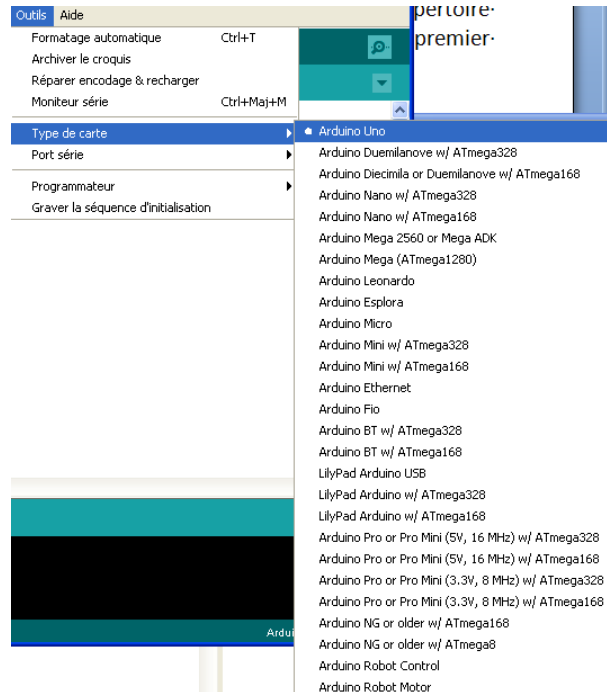 Outils Aide
pertoire·
premier·
Formatage automatique Ctrl+T
Archiver le croquis
Réparer encodage & recharger
Moniteur série Ctrl+Maj+M
Type de carte
Port série
Programmateur
Graver la séquence d'initialisation
Arduino Uno
Arduino Duemilanove w/ ATmega328
Arduino Diecimila or Duemilanove w/ ATmega168
Arduino Nano w/ ATmega328
Arduino Nano w/ ATmega168
Arduino Mega 2560 or Mega ADK
Arduino Mega (ATmega1280)
Arduino Leonardo
Arduino Esplora
Arduino Micro
Arduino Mini w/ ATmega328
Arduino Mini w/ ATmega168
Arduino Ethernet
Arduino Fio
Arduino BT w/ ATmega328
Arduino BT w/ ATmega168
LilyPad Arduino USB
LilyPad Arduino w/ ATmega328
LilyPad Arduino w/ ATmega168
Arduino Pro or Pro Mini (5V, 16 MHz) w/ ATmega328
Arduino Pro or Pro Mini (5V, 16 MHz) w/ ATmega168
Arduino Pro or Pro Mini (3.3V, 8 MHz) w/ ATmega328
Arduino Pro or Pro Mini (3.3V, 8 MHz) w/ ATmega168
Arduino NG or older w/ ATmega168
Arduino NG or older w/ ATmega8
Arduino Robot Control
Arduino Robot Motor
Ardui